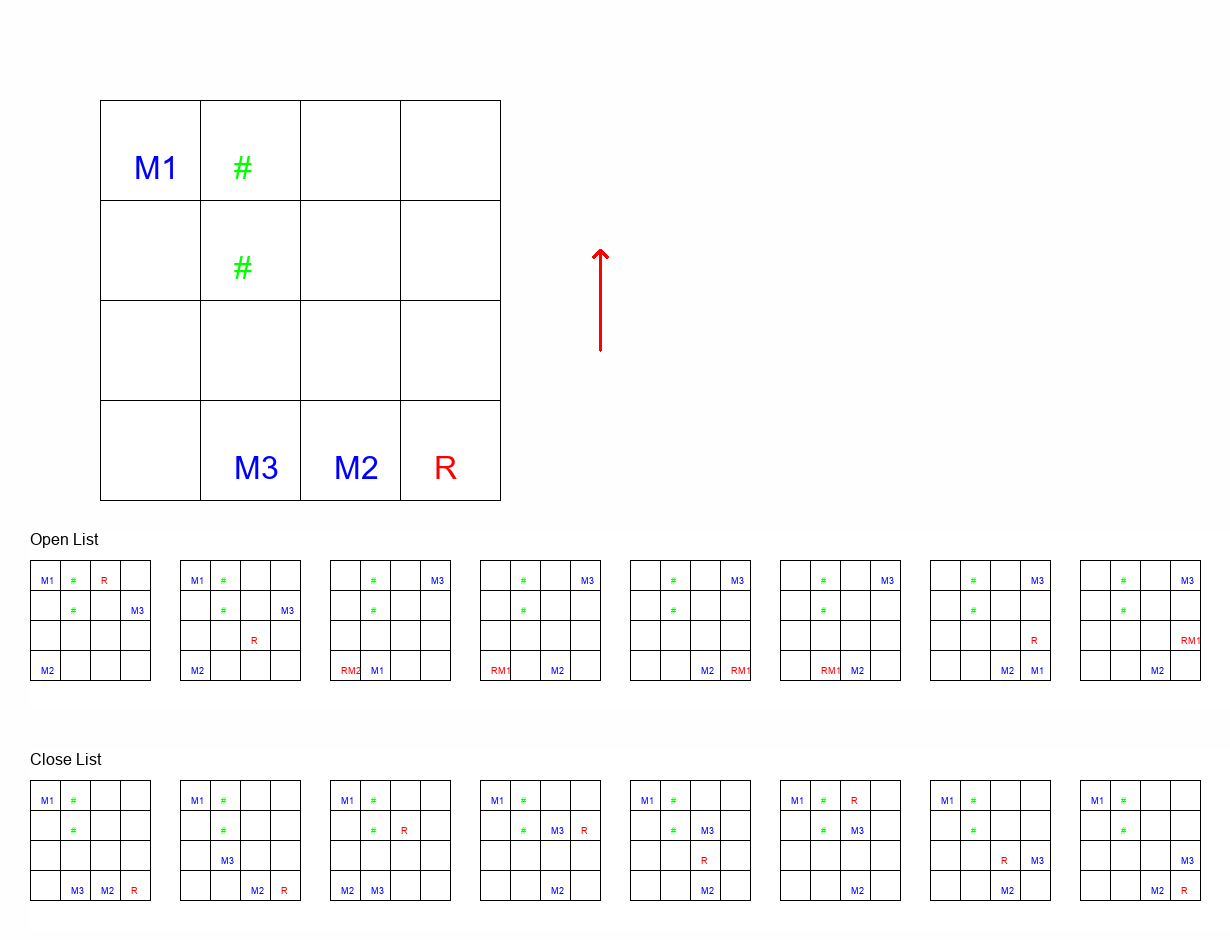 M1 #
#
M3 M2 R
Open List
M1 # R M1 # # M3 # M3 # M3 # M3 # M3 # M3
# M3 # M3 # # # # # #
R R RM1
M2 M2 RM2 M1 RM1 M2 M2 RM1 RM1 M2 M2 M1 M2
Close List
M1 # M1 # M1 # M1 # M1 # M1 # R M1 # M1 #
# # # R # M3 R # M3 # M3 # #
M3 R R M3 M3
M3 M2 R M2 R M2 M3 M2 M2 M2 M2 M2 R